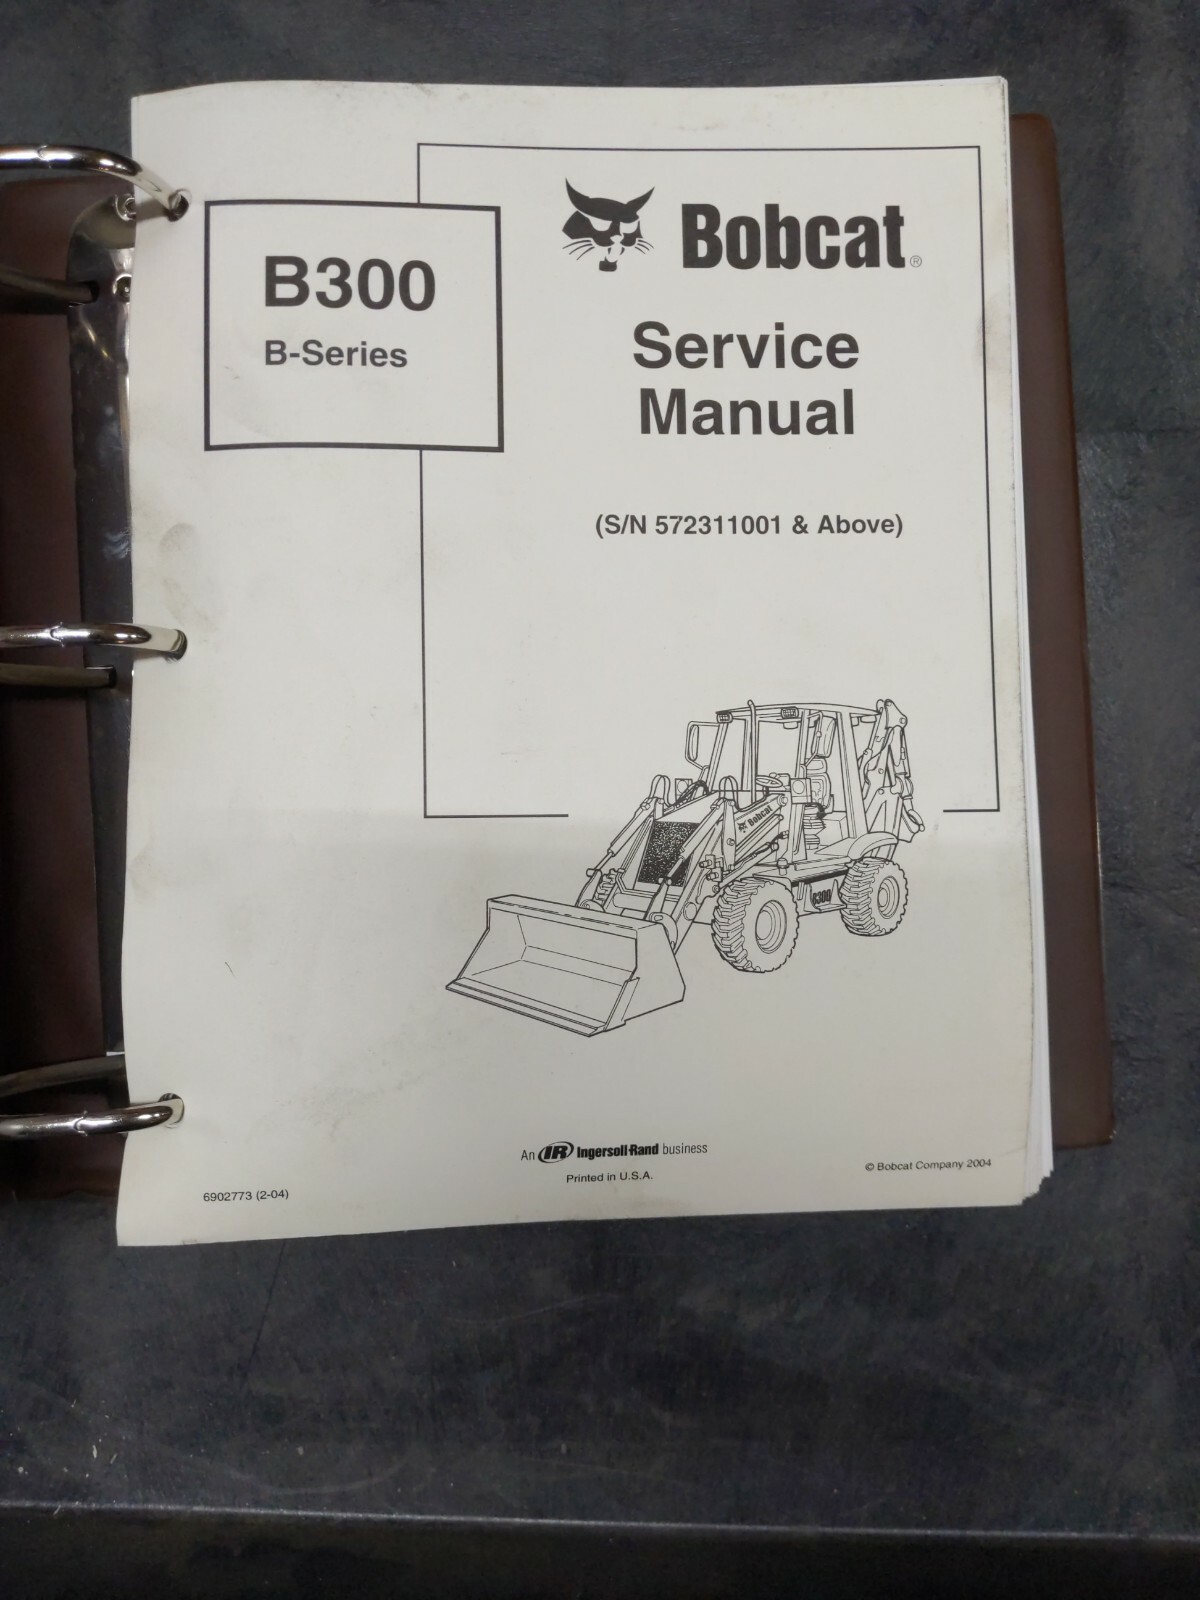 B300
B-Series
Bobcat®
Service
Manual
(S/N 572311001 & Above)
Bobcat
B300
An IR Ingersoll-Rand business
Printed in U.S.A.
© Bobcat Company 2004
6902773 (2-04)